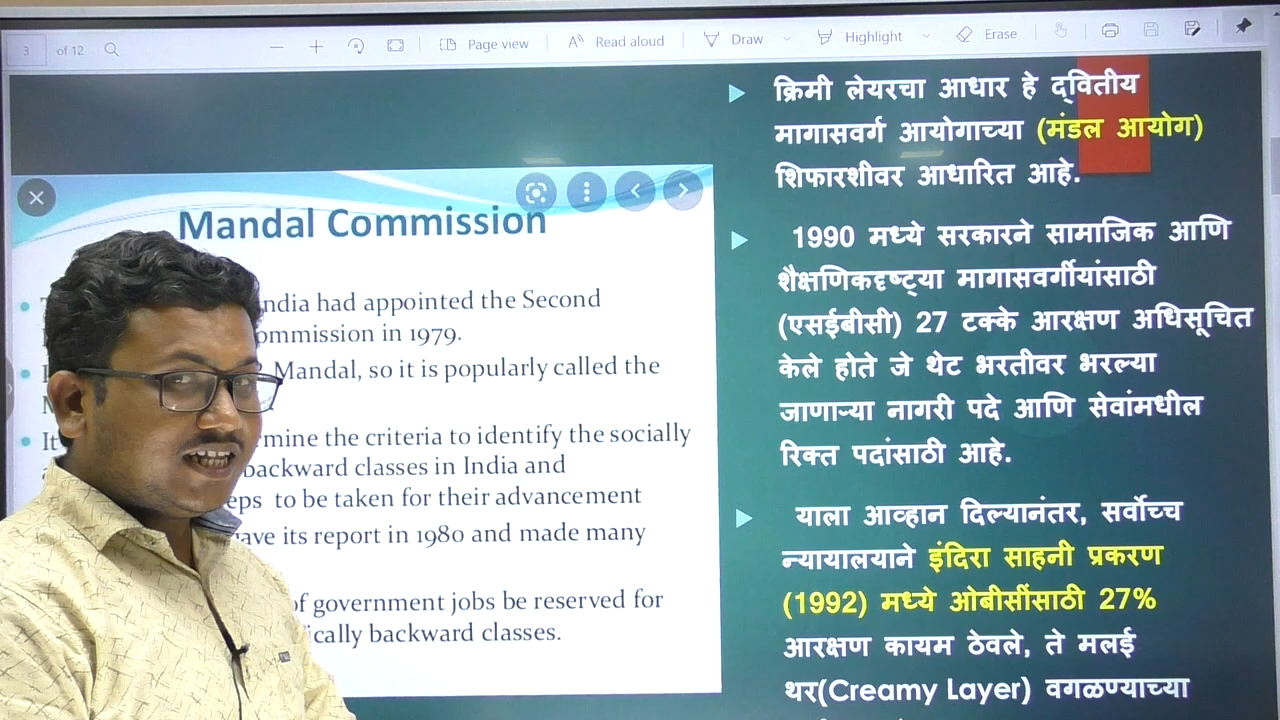 3 of 12
Page view
Read aloud
Draw
Highlight
Erase
Mandal Commission
ndia had appointed the Second
ommission in 1979.
Mandal, so it is popularly called the
It mine the criteria to identify the socially
backward classes in India and
eps to be taken for their advancement
ave its report in 1980 and made many
of government jobs be reserved for
ically backward classes.
क्रिमी लेयरचा आधार हे द्वितीय
मागासवर्ग आयोगाच्या (मंडल आयोग)
शिफारशीवर आधारित आहे.
1990 मध्ये सरकारने सामाजिक आणि
शैक्षणिकदृष्ट्या मागासवर्गीयांसाठी
(एसईबीसी) 27 टक्के आरक्षण अधिसूचित
केले होते जे थेट भरतीवर भरल्या
जाणाऱ्या नागरी पदे आणि सेवांमधील
रिक्त पदांसाठी आहे.
याला आव्हान दिल्यानंतर, सर्वोच्च
न्यायालयाने इंदिरा साहनी प्रकरण
(1992) मध्ये ओबीसींसाठी 27%
आरक्षण कायम ठेवले, ते मलई
थर(Creamy Layer) वगळण्याच्या